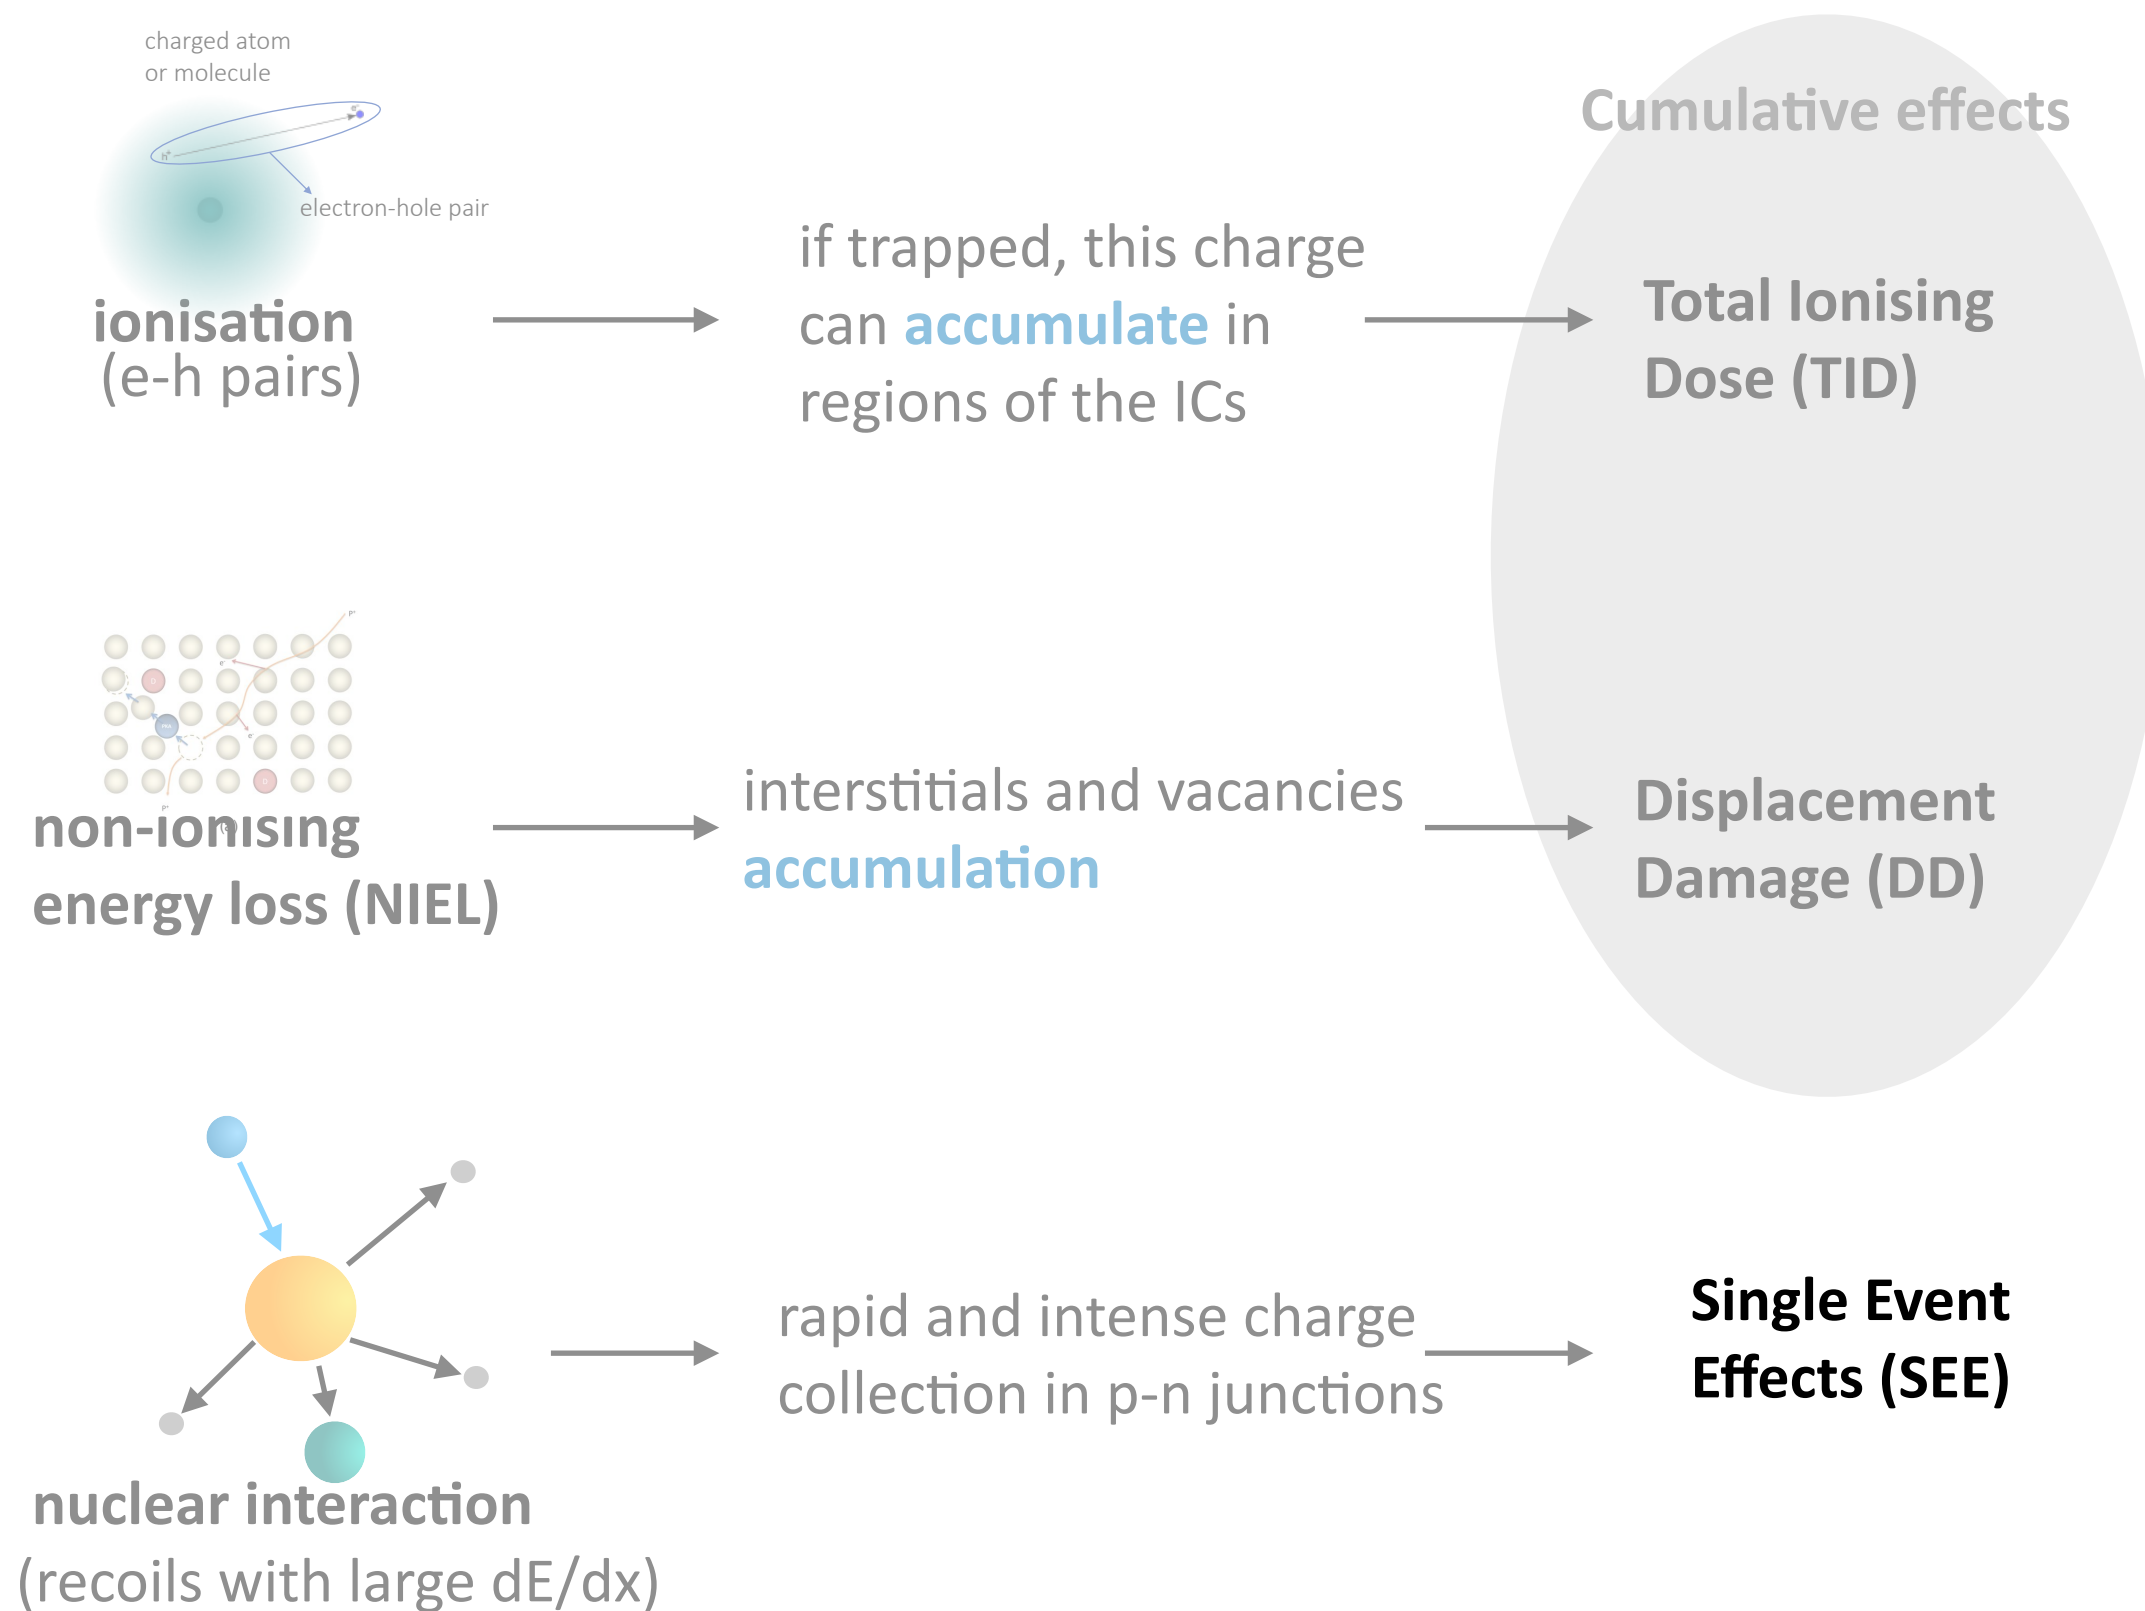 charged atom
or molecule
e-
h+
electron-hole pair
ionisation
(e-h pairs)
if trapped, this charge
can accumulate in
regions of the ICs
Cumulative effects
Total Ionising
Dose (TID)
non-ionising
energy loss (NIEL)
interstitials and vacancies
accumulation
Displacement
Damage (DD)
nuclear interaction
(recoils with large dE/dx)
rapid and intense charge
collection in p-n junctions
Single Event
Effects (SEE)